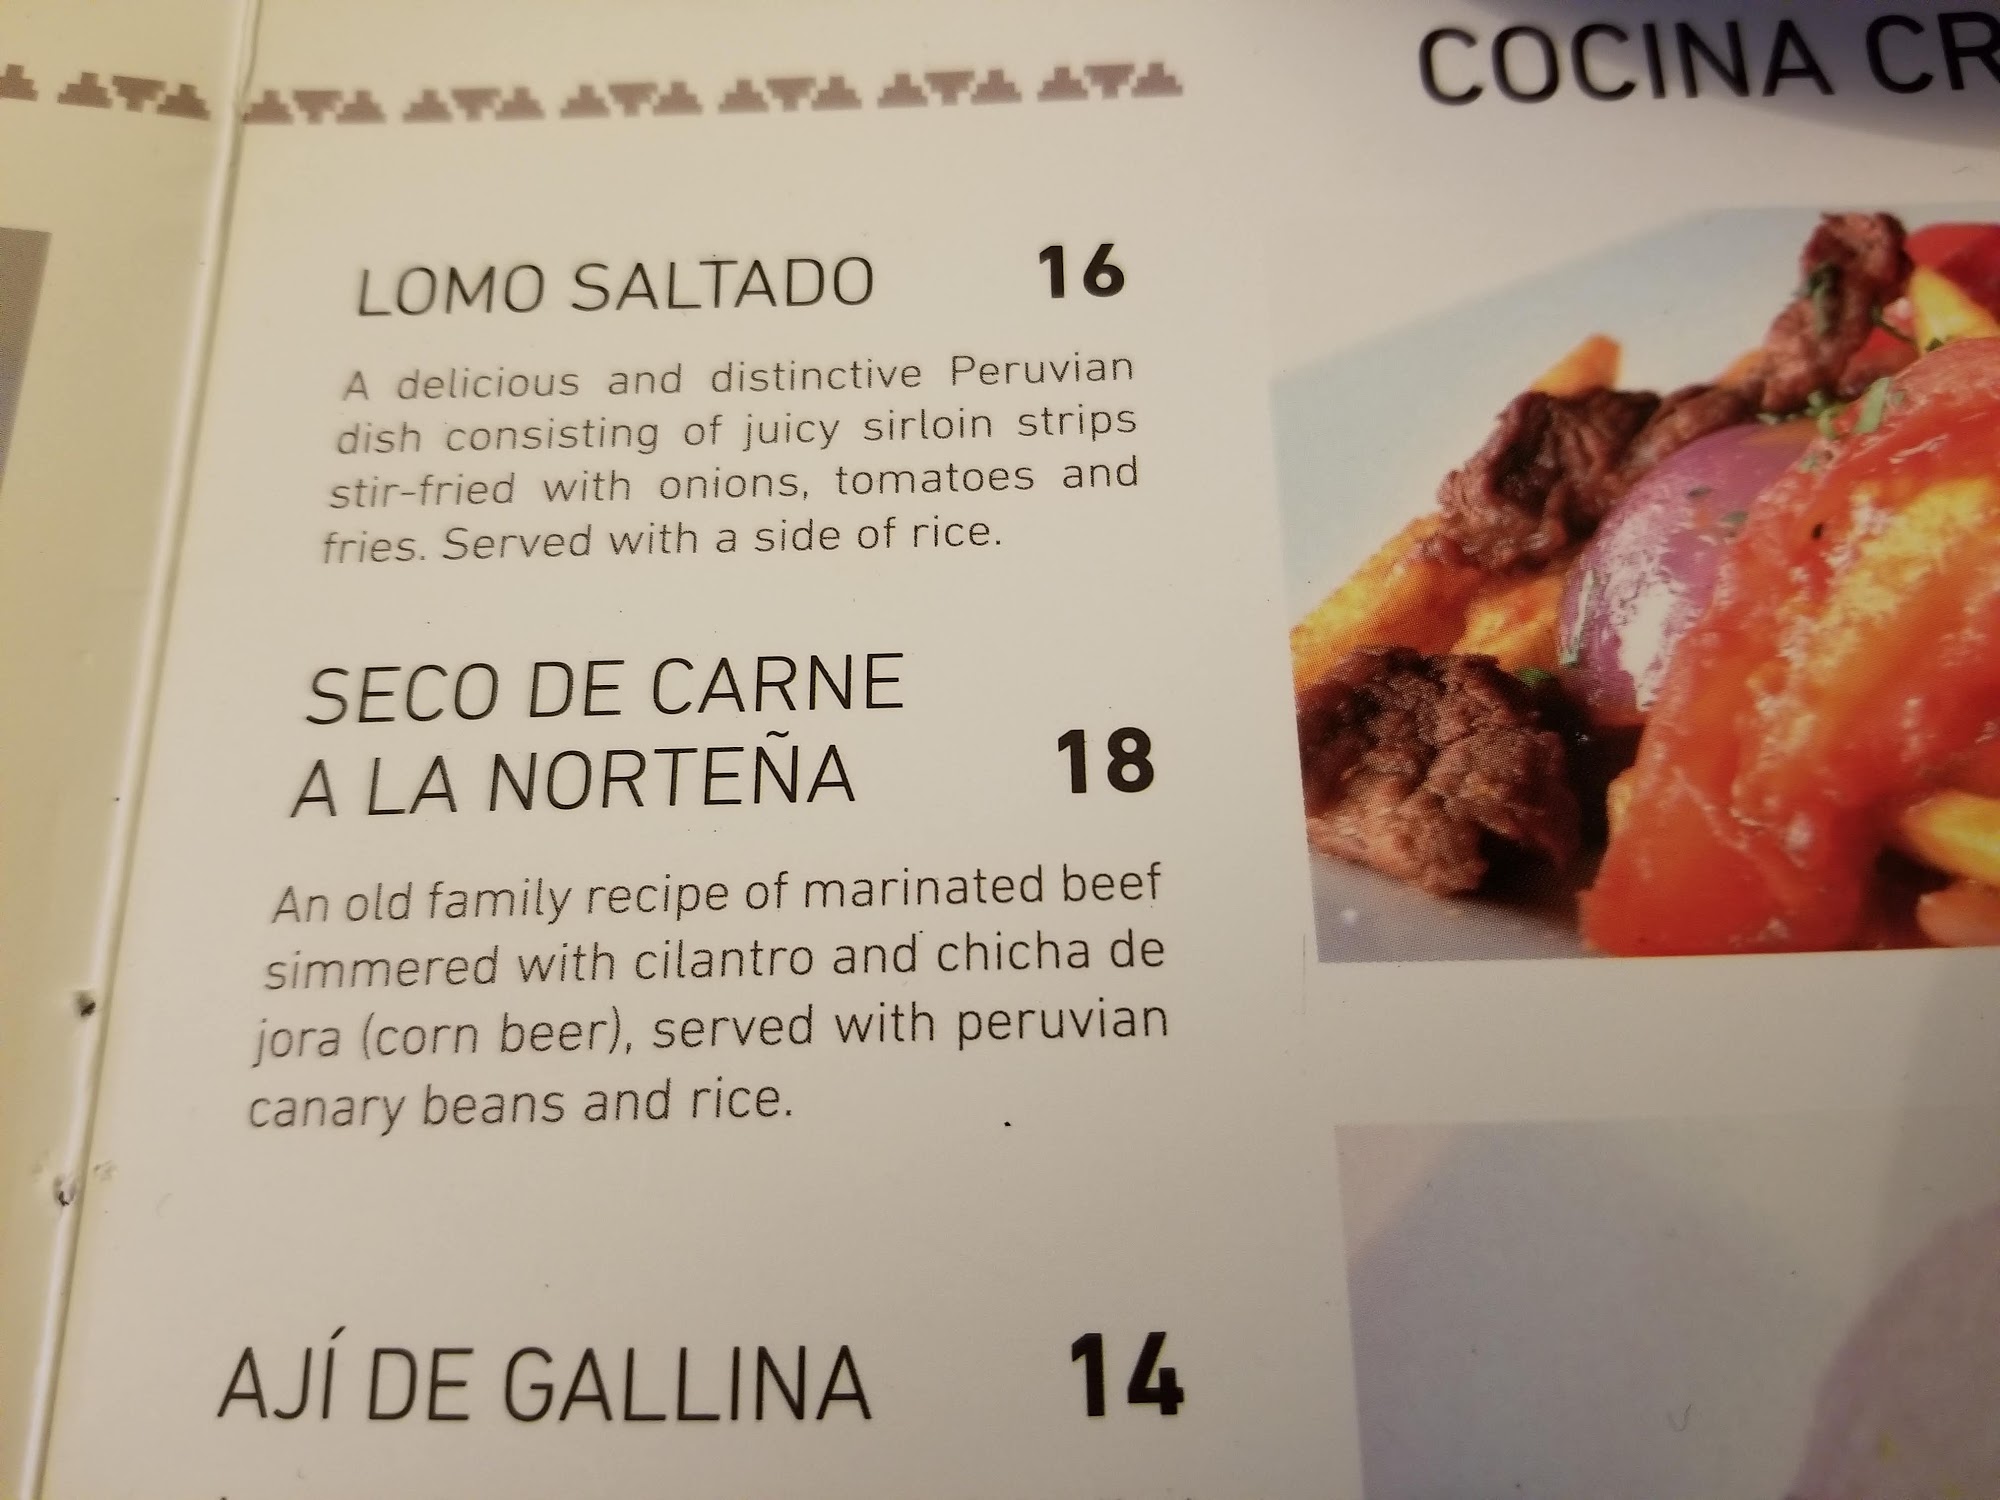 COCINA CR
LOMO SALTADO 16
A delicious and distinctive Peruvian
dish consisting of juicy sirloin strips
stir-fried with onions, tomatoes and
fries. Served with a side of rice.
SECO DE CARNE
A LA NORTEÑA 18
An old family recipe of marinated beef
simmered with cilantro and chicha de
jora (corn beer), served with peruvian
canary beans and rice.
AJÍ DE GALLINA 14